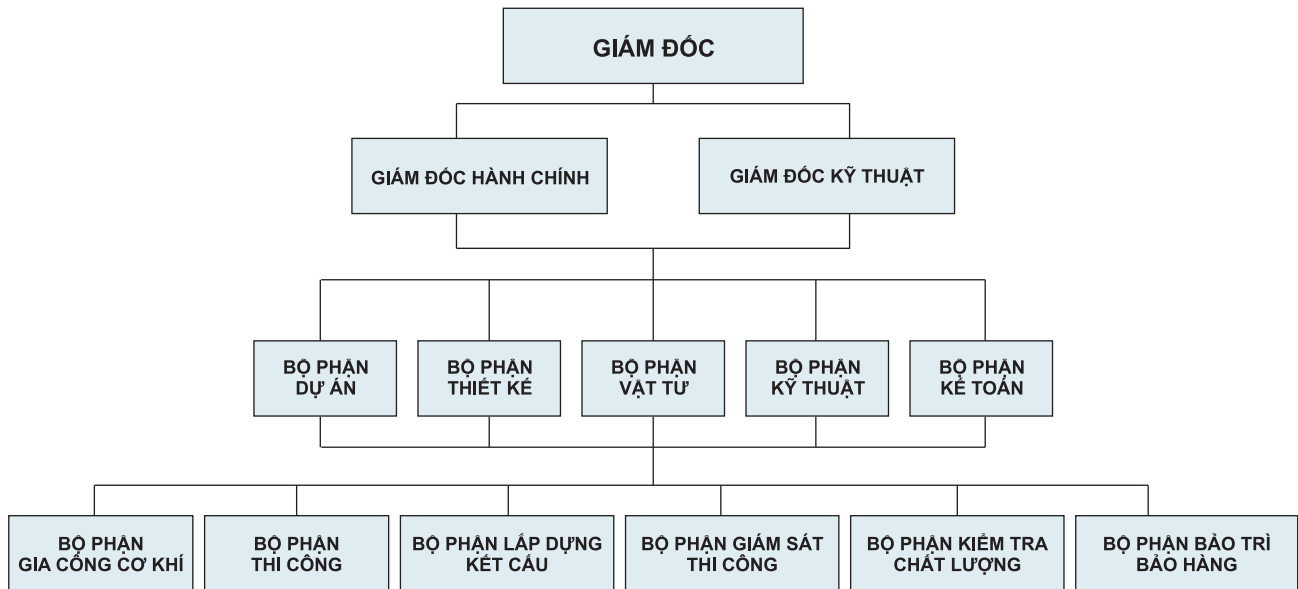 GIÁM ĐỐC
GIÁM ĐỐC HÀNH CHÍNH
GIÁM ĐỐC KỸ THUẬT
BỘ PHẬN
DỰ ÁN
BỘ PHẬN
THIẾT KẾ
BỘ PHẬN
VẬT TƯ
BỘ PHẬN
KỸ THUẬT
BỘ PHẬN
KẾ TOÁN
BỘ PHẬN
GIA CÔNG CƠ KHÍ
BỘ PHẬN
THI CÔNG
BỘ PHẬN LẮP DỰNG
KẾT CẤU
BỘ PHẬN GIÁM SÁT
THI CÔNG
BỘ PHẬN KIỂM TRA
CHẤT LƯỢNG
BỘ PHẬN BẢO TRÌ
BẢO HÀNG